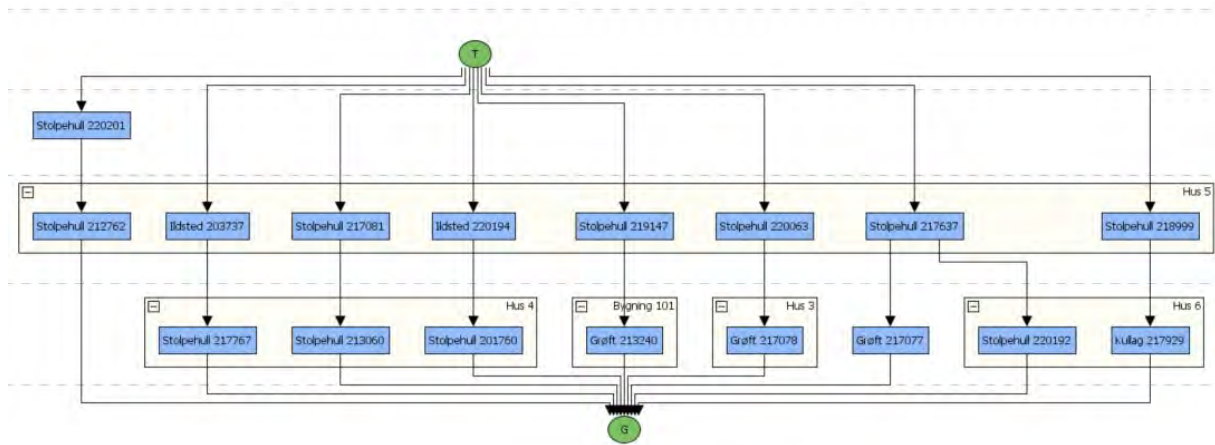 T
Stolpehull 220201
Hus 5
Stolpehull 212762
Ildsted 203737
Stolpehull 217081
Ildsted 220194
Stolpehull 219147
Stolpehull 220063
Stolpehull 217637
Stolpehull 218999
Hus 4
Bygning 101
Hus 3
Hus 6
Stolpehull 217767
Stolpehull 213060
Stolpehull 201760
Grøft 213240
Grøft 217078
Grøft 217077
Stolpehull 220192
Kullag 217929
G